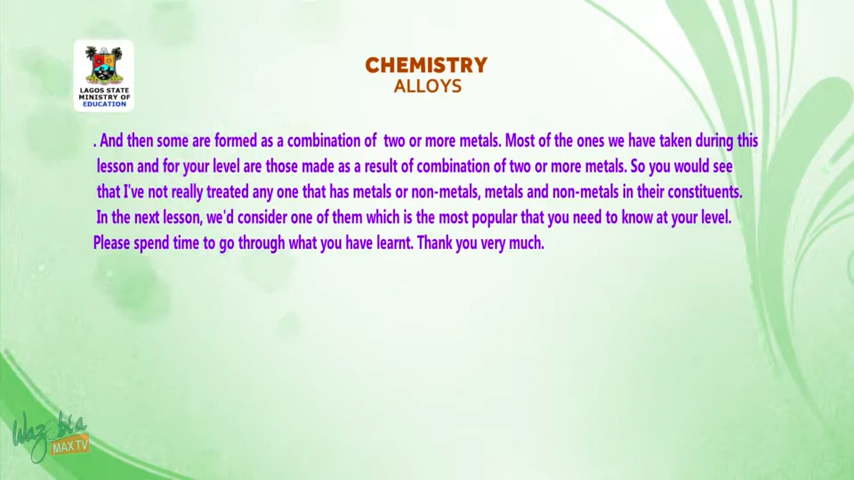 LAGOS STATE
MINISTRY OF
EDUCATION
CHEMISTRY
ALLOYS
. And then some are formed as a combination of two or more metals. Most of the ones we have taken during this
lesson and for your level are those made as a result of combination of two or more metals. So you would see
that I've not really treated any one that has metals or non-metals, metals and non-metals in their constituents.
In the next lesson, we'd consider one of them which is the most popular that you need to know at your level.
Please spend time to go through what you have learnt. Thank you very much.
Wazobia
MAX TV